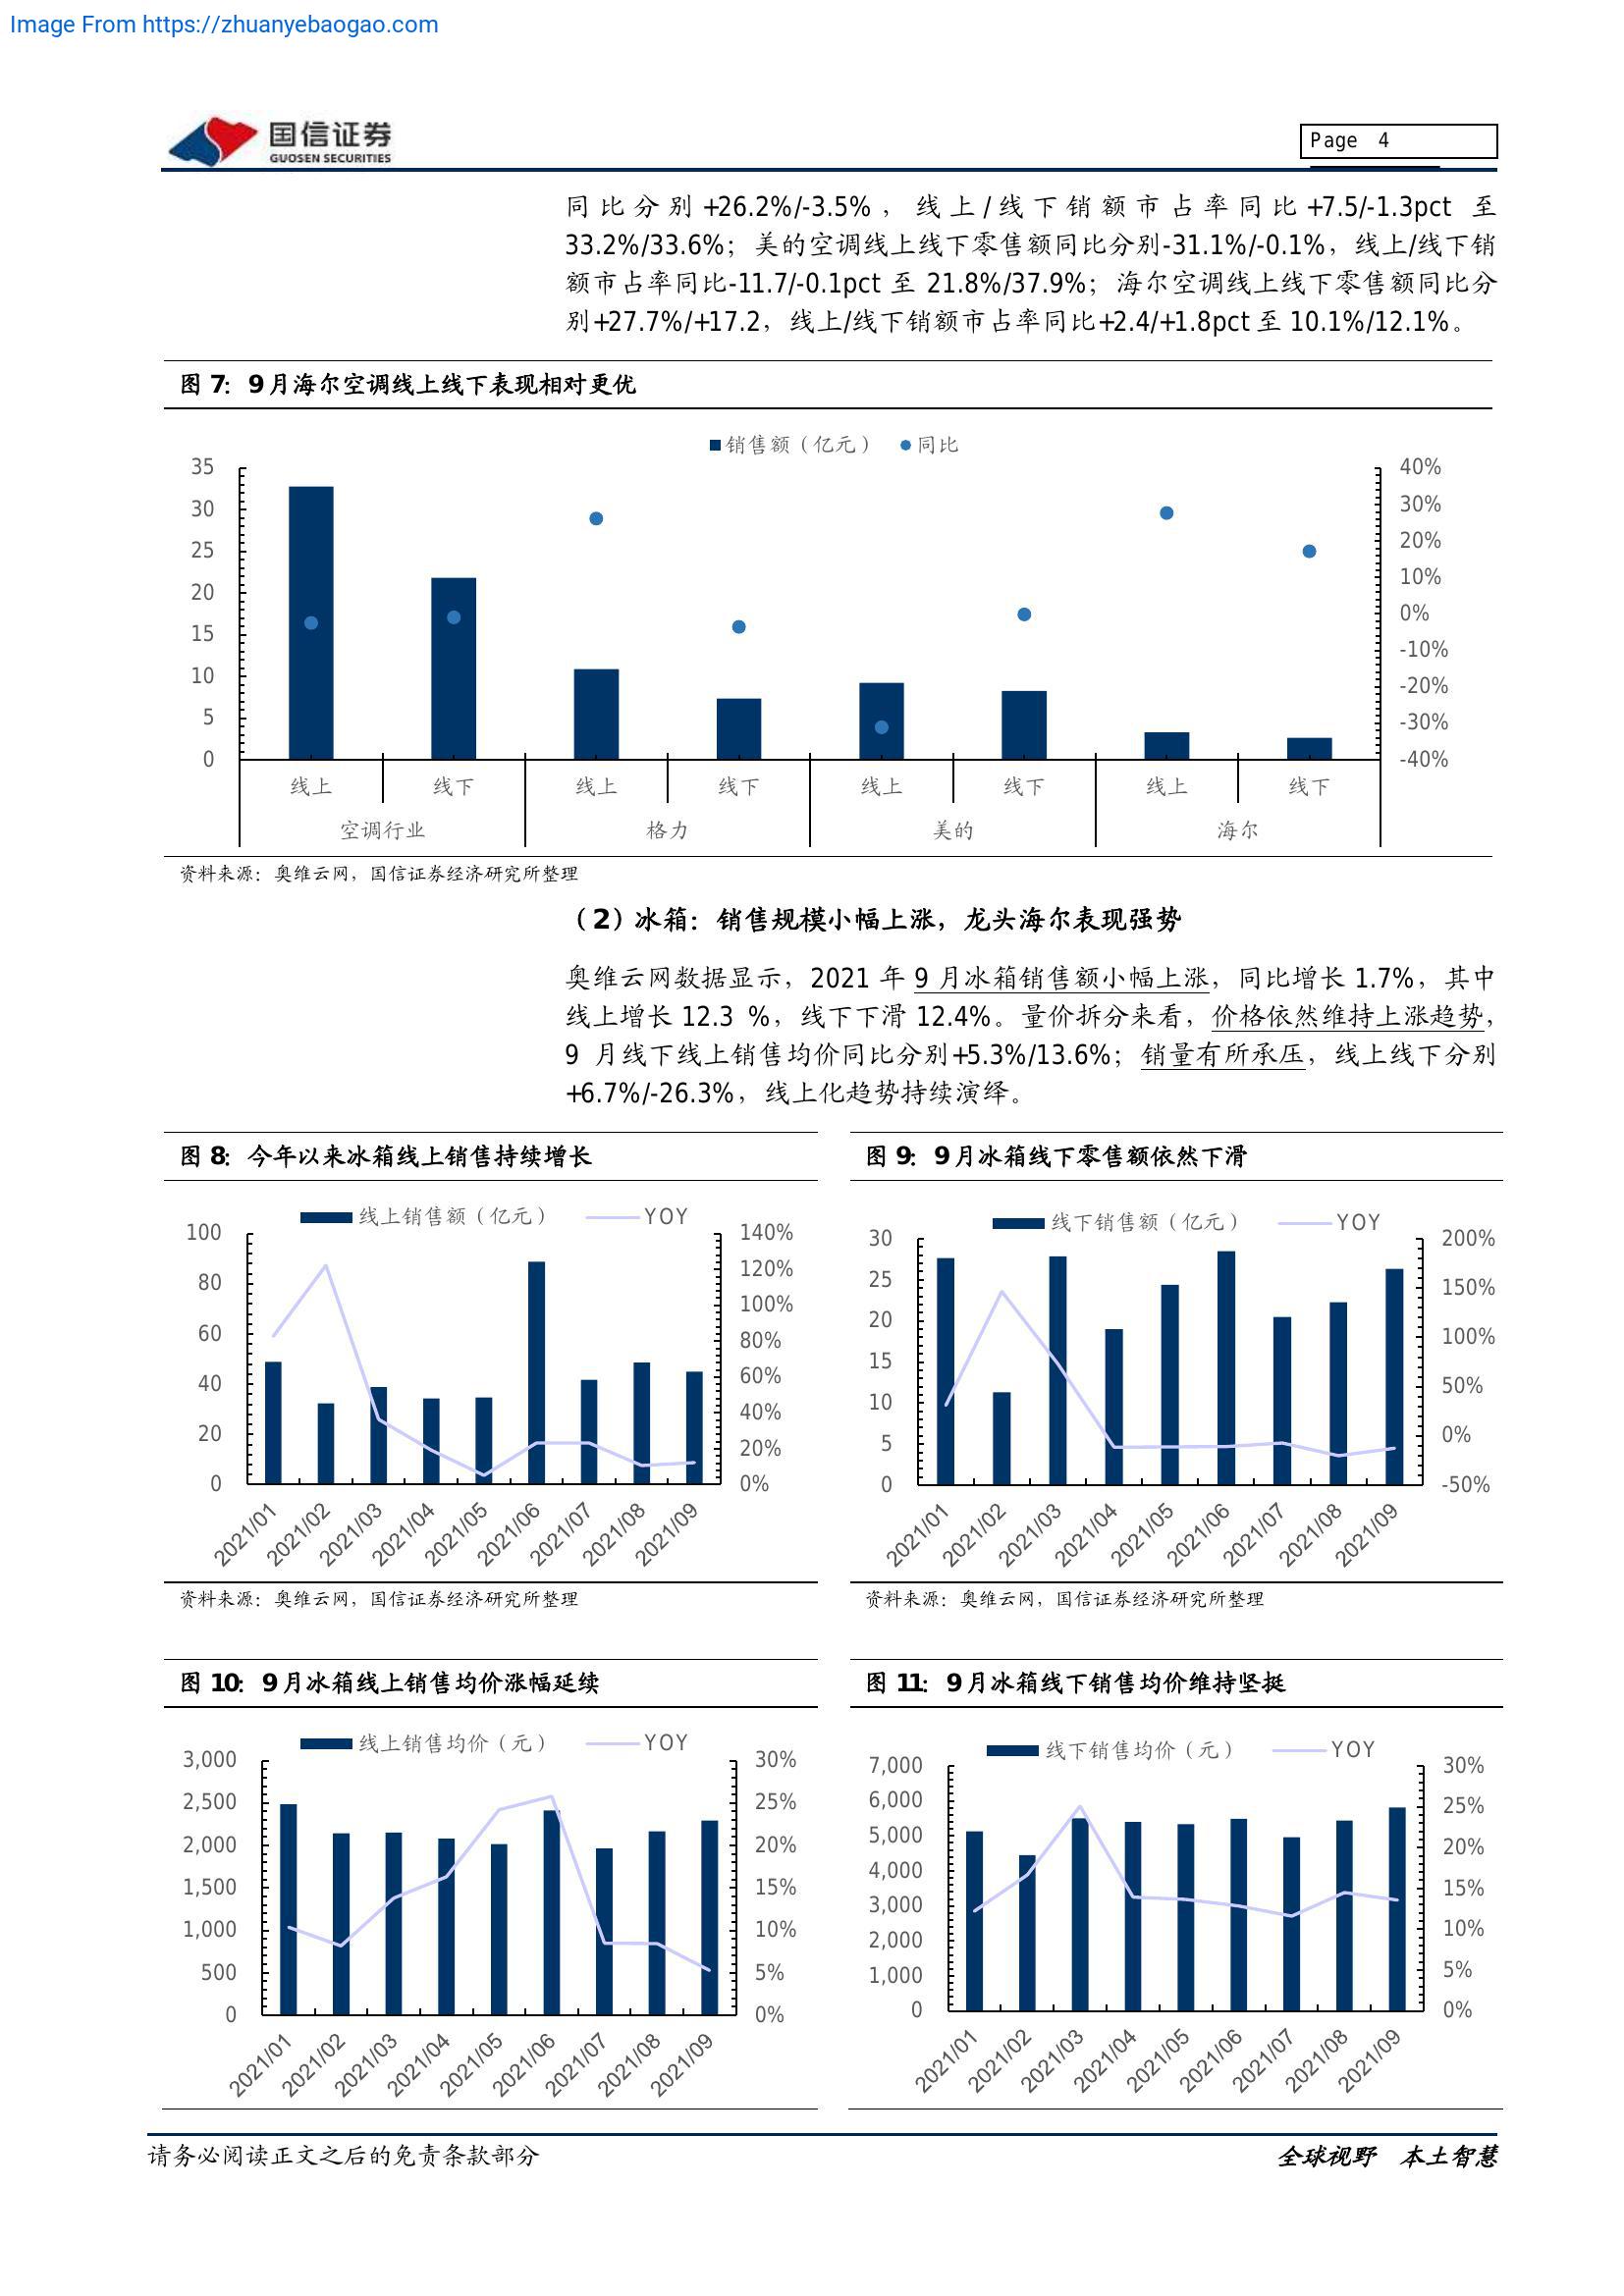 Image From https://zhuanyebaogao.com
国信证券
GUOSEN SECURITIES
Page 4
同比分别+26.2%/-3.5%，线上/线下销额市占率同比+7.5/-1.3pct 至
33.2%/33.6%；美的空调线上线下零售额同比分别-31.1%/-0.1%，线上/线下销
额市占率同比-11.7/-0.1pct 至 21.8%/37.9%；海尔空调线上线下零售额同比分
别+27.7%/+17.2，线上/线下销额市占率同比+2.4/+1.8pct 至 10.1%/12.1%。
图 7：9 月海尔空调线上线下表现相对更优
销售额（亿元） 同比
35 40%
30 30%
25 20%
20 10%
15 0%
10 -10%
5 -20%
0 -30%
-40%
线上 线下 线上 线下 线上 线下 线上 线下
空调行业 格力 美的 海尔
资料来源：奥维云网，国信证券经济研究所整理
（2）冰箱：销售规模小幅上涨，龙头海尔表现强势
奥维云网数据显示，2021 年 9 月冰箱销售额小幅上涨，同比增长 1.7%，其中
线上增长 12.3 %，线下下滑 12.4%。量价拆分来看，价格依然维持上涨趋势，
9 月线下线上销售均价同比分别+5.3%/13.6%；销量有所承压，线上线下分别
+6.7%/-26.3%，线上化趋势持续演绎。
图 8：今年以来冰箱线上销售持续增长
线上销售额（亿元） YOY
100 140%
80 120%
60 100%
40 80%
20 60%
0 40%
20%
0%
2021/01 2021/02 2021/03 2021/04 2021/05 2021/06 2021/07 2021/08 2021/09
资料来源：奥维云网，国信证券经济研究所整理
图 9：9 月冰箱线下零售额依然下滑
线下销售额（亿元） YOY
30 200%
25 150%
20 100%
15 50%
10 0%
5 -50%
0
2021/01 2021/02 2021/03 2021/04 2021/05 2021/06 2021/07 2021/08 2021/09
资料来源：奥维云网，国信证券经济研究所整理
图 10：9 月冰箱线上销售均价涨幅延续
线上销售均价（元） YOY
3,000 30%
2,500 25%
2,000 20%
1,500 15%
1,000 10%
500 5%
0 0%
2021/01 2021/02 2021/03 2021/04 2021/05 2021/06 2021/07 2021/08 2021/09
图 11：9 月冰箱线下销售均价维持坚挺
线下销售均价（元） YOY
7,000 30%
6,000 25%
5,000 20%
4,000 15%
3,000 10%
2,000 5%
1,000 0%
0
2021/01 2021/02 2021/03 2021/04 2021/05 2021/06 2021/07 2021/08 2021/09
请务必阅读正文之后的免责条款部分
全球视野 本土智慧